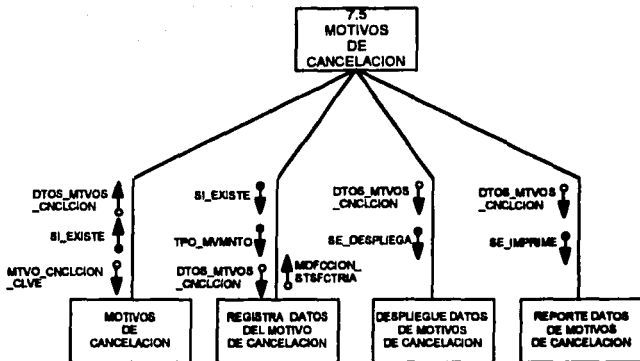 7.5
MOTIVOS
DE
CANCELACION
DTOS_MTVOS
_CNCLCION
SI_EXISTE
MTVO_CNCLCION
_CLVE
SI_EXISTE
TPO_MVMNTO
DTOS_MTVOS
_CNCLCION
MDFCCION_
STSFCTRIA
DTOS_MTVOS
_CNCLCION
SE_DESPLIEGA
DTOS_MTVOS
_CNCLCION
SE_IMPRIME
MOTIVOS
DE
CANCELACION
REGISTRA DATOS
DEL MOTIVO
DE CANCELACION
DESPLIEGUE DATOS
DE MOTIVOS
DE CANCELACION
REPORTE DATOS
DE MOTIVOS
DE CANCELACION